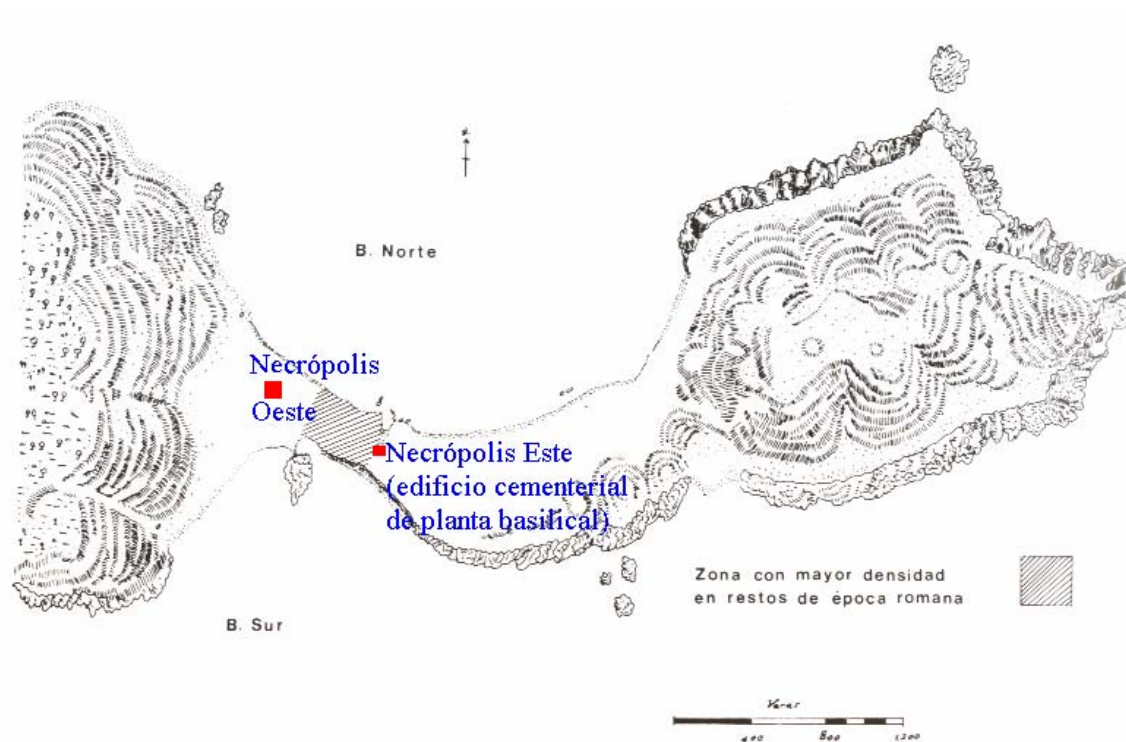 N.
B. Norte
Necrópolis
Oeste
Necrópolis Este
(edificio cementerial
de planta basilical)
Zona con mayor densidad
en restos de época romana
B. Sur
Varas
400 800 1200